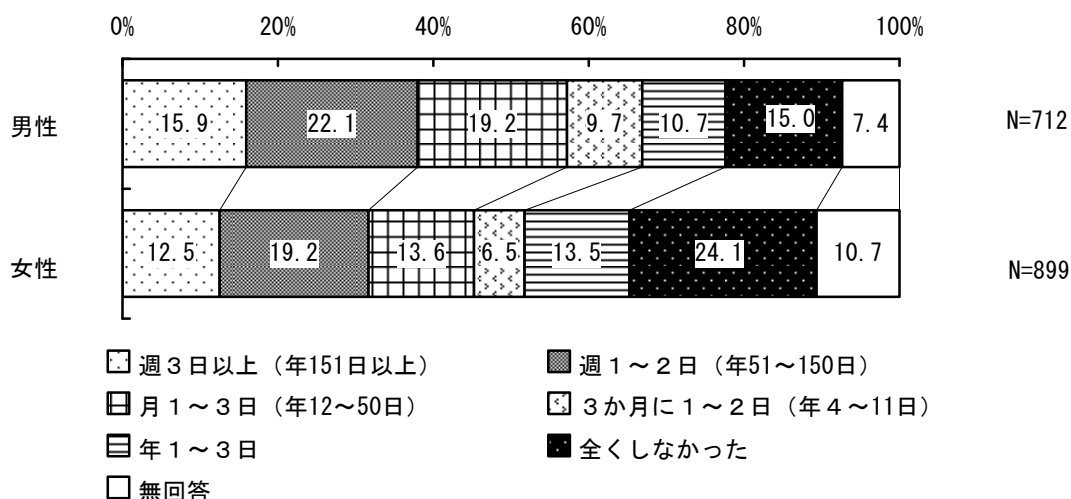 0% 20% 40% 60% 80% 100%
男性 15.9 22.1 19.2 9.7 10.7 15.0 7.4 N=712
女性 12.5 19.2 13.6 6.5 13.5 24.1 10.7 N=899
週３日以上（年151日以上） 週１～２日（年51～150日）
月１～３日（年12～50日） ３か月に１～２日（年４～11日）
年１～３日 全くしなかった
無回答